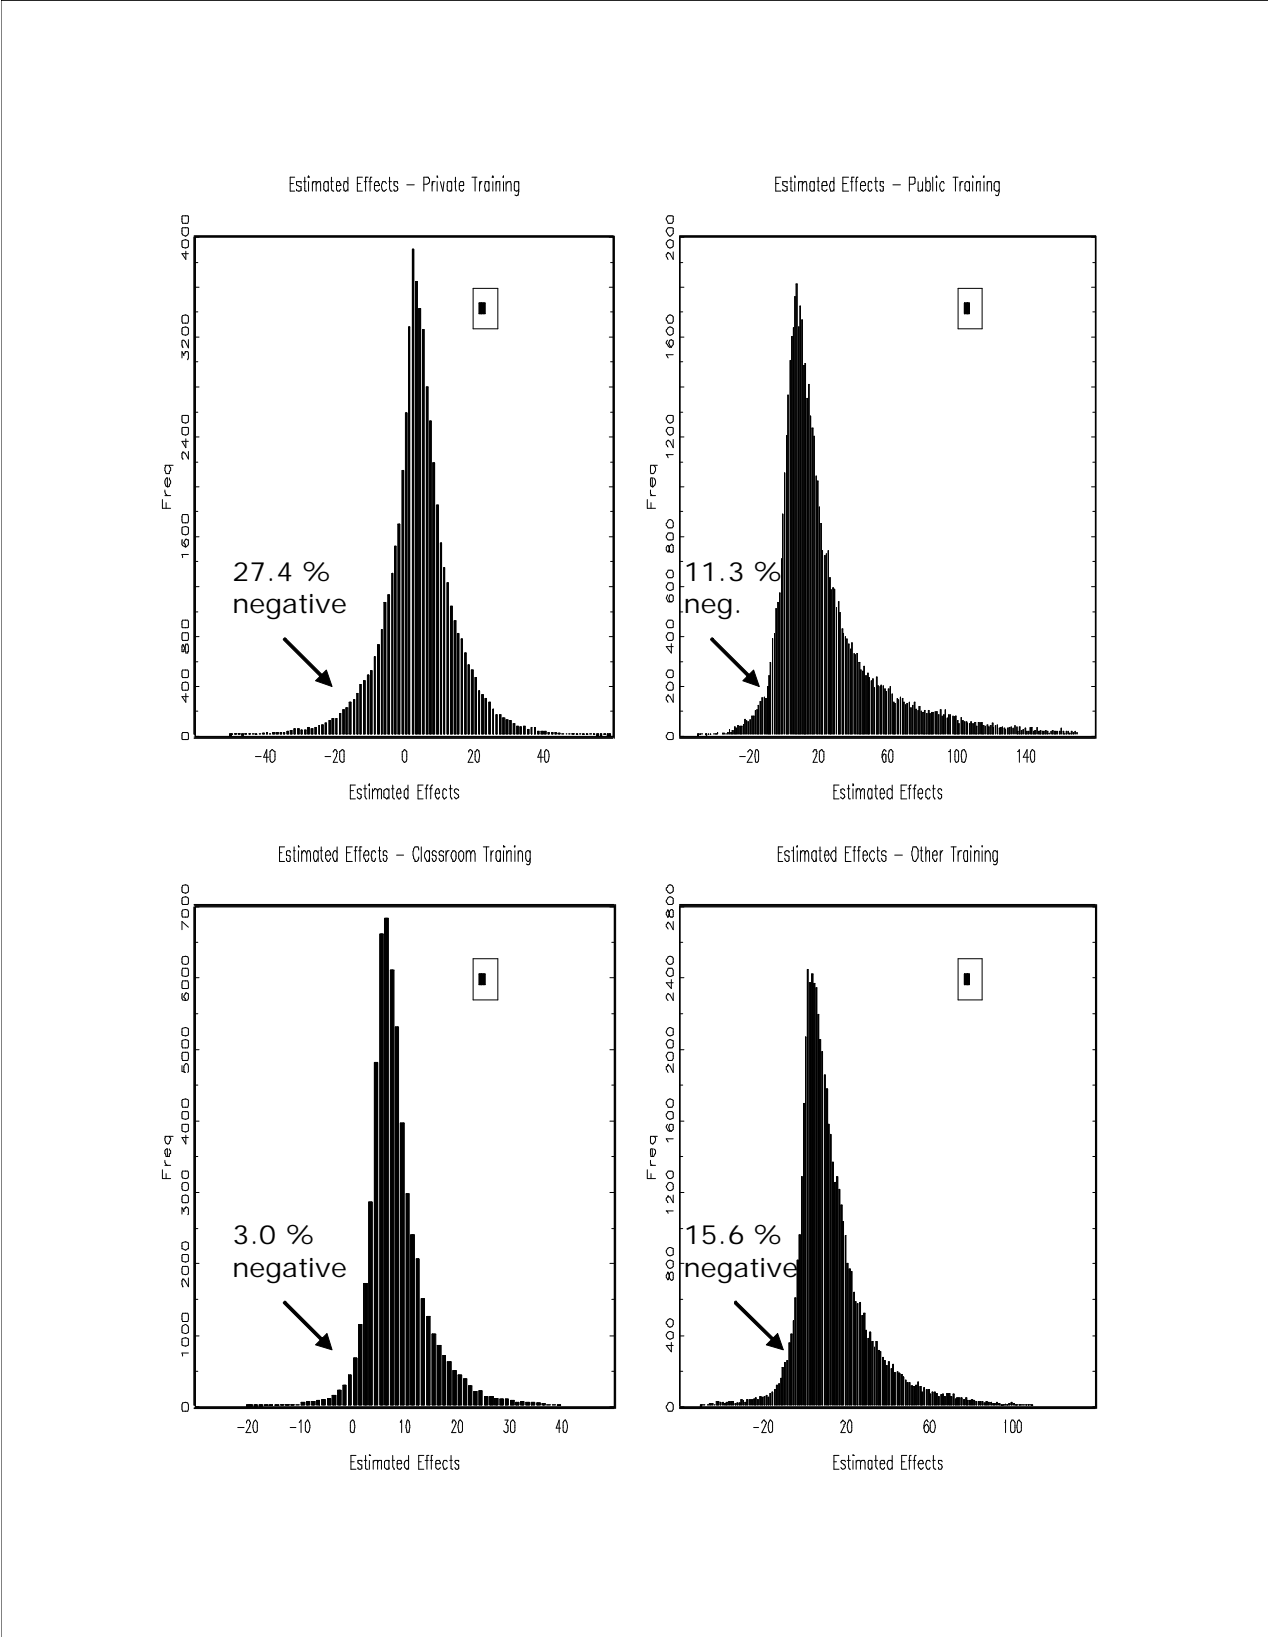 Estimated Effects – Private Training
4000
3200
2400
1600
800
400
0
Freq
27.4 %
negative
-40 -20 0 20 40
Estimated Effects
Estimated Effects – Public Training
2000
1600
1200
800
600
400
200
0
Freq
11.3 %
neg.
-20 20 60 100 140
Estimated Effects
Estimated Effects – Classroom Training
7000
6000
5000
4000
3000
2000
1000
0
Freq
3.0 %
negative
-20 -10 0 10 20 30 40
Estimated Effects
Estimated Effects – Other Training
2800
2400
2000
1600
1200
800
400
0
Freq
15.6 %
negative
-20 20 60 100
Estimated Effects